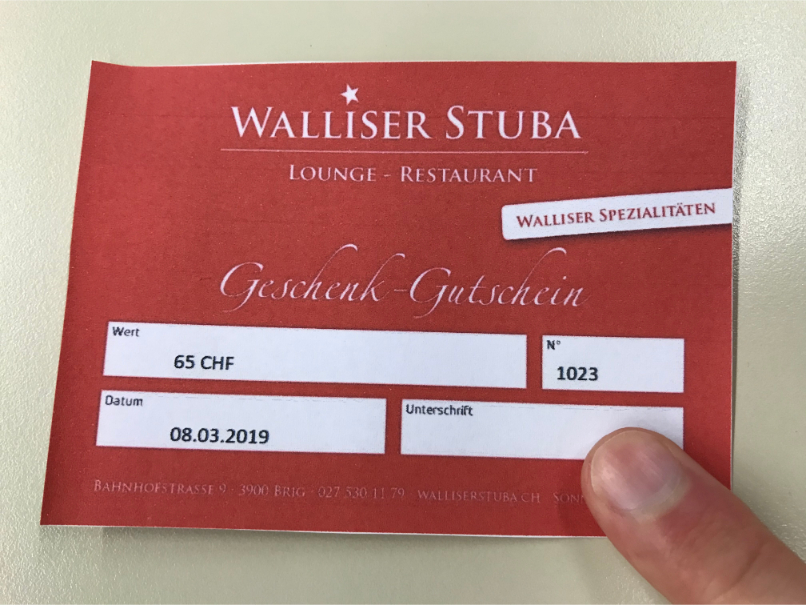 WALLISER STUBA
LOUNGE - RESTAURANT
WALLISER SPEZIALITÄTEN
Geschenk-Gutschein
Wert
65 CHF
N°
1023
Datum
08.03.2019
Unterschrift
BAHNHOFSTRASSE 9 · 3900 BRIG · 027 530 11 79 · WALLISERSTUBA.CH · SONN